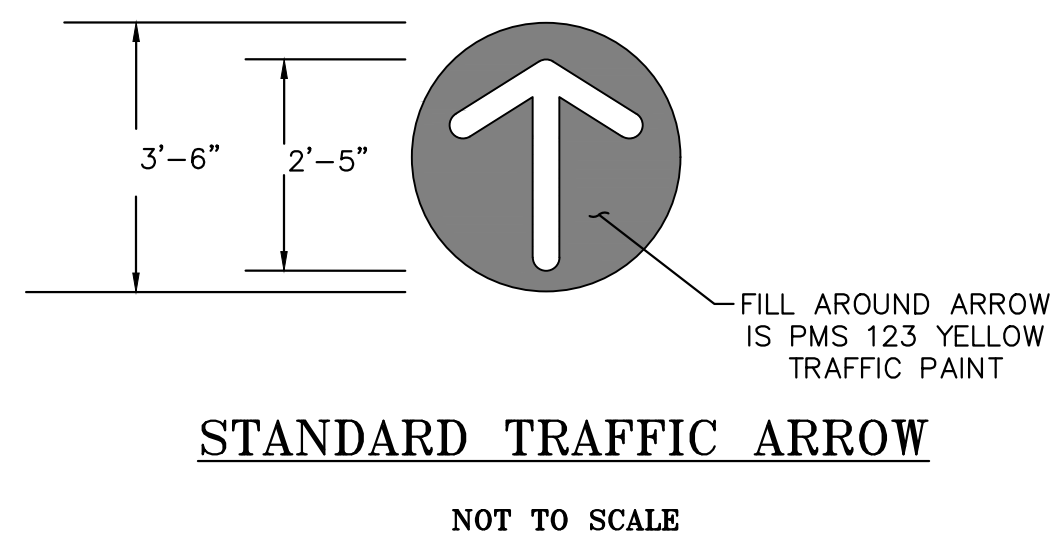 3'–6”
2'–5”
FILL AROUND ARROW
IS PMS 123 YELLOW
TRAFFIC PAINT
STANDARD TRAFFIC ARROW
NOT TO SCALE